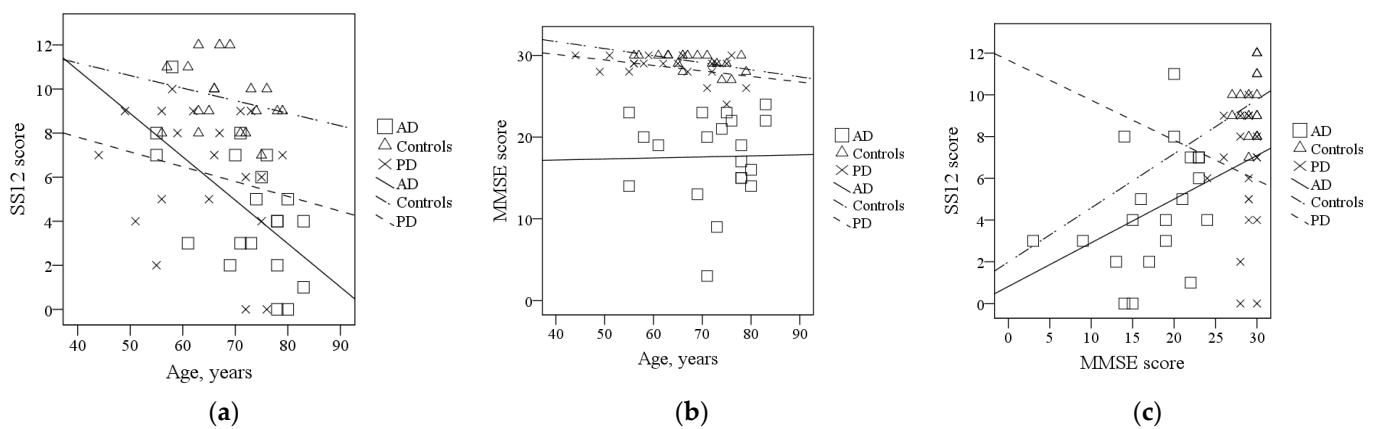 12
10
8
6
4
2
0
SS12 score
40 50 60 70 80 90
Age, years
AD
Controls
PD
AD
Controls
PD
(a)
30
20
10
0
MMSE score
40 50 60 70 80 90
Age, years
AD
Controls
PD
AD
Controls
PD
(b)
12
10
8
6
4
2
0
SS12 score
0 5 10 15 20 25 30
MMSE score
AD
Controls
PD
AD
Controls
PD
(c)